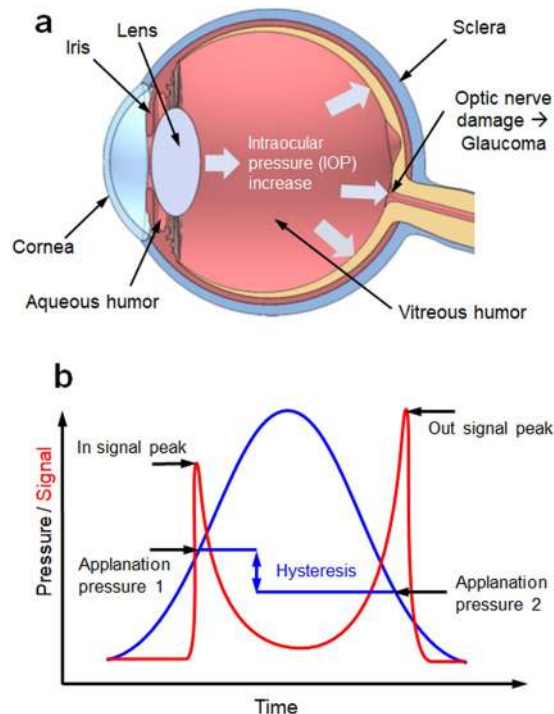 a
Lens
Iris
Sclera
Optic nerve
damage →
Glaucoma
Intraocular
pressure (IOP)
increase
Cornea
Aqueous humor
Vitreous humor
b
In signal peak
Out signal peak
Pressure / Signal
Applanation
pressure 1
Hysteresis
Applanation
pressure 2
Time